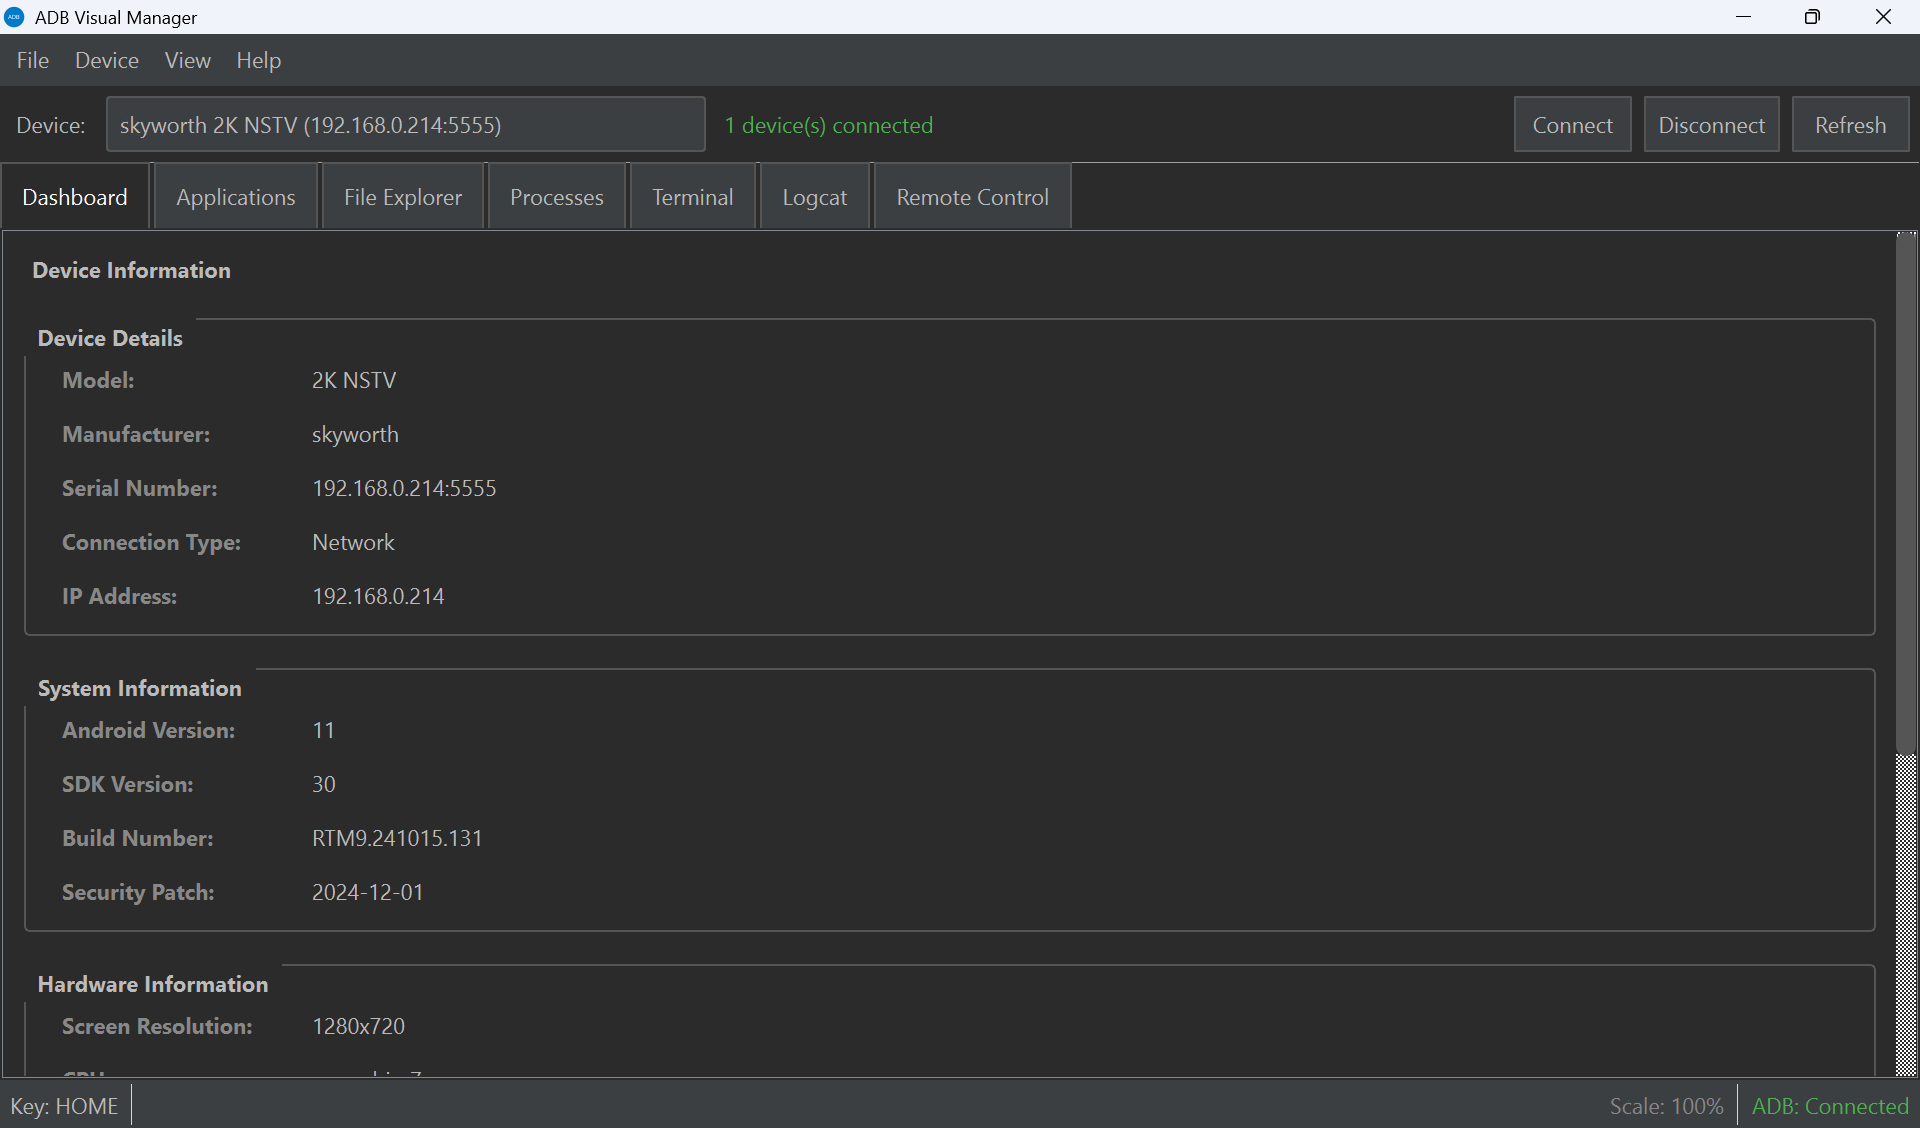 ADB Visual Manager
File Device View Help
Device: skyworth 2K NSTV (192.168.0.214:5555) 1 device(s) connected Connect Disconnect Refresh
Dashboard Applications File Explorer Processes Terminal Logcat Remote Control
Device Information
Device Details
Model: 2K NSTV
Manufacturer: skyworth
Serial Number: 192.168.0.214:5555
Connection Type: Network
IP Address: 192.168.0.214
System Information
Android Version: 11
SDK Version: 30
Build Number: RTM9.241015.131
Security Patch: 2024-12-01
Hardware Information
Screen Resolution: 1280x720
Key: HOME Scale: 100% ADB: Connected